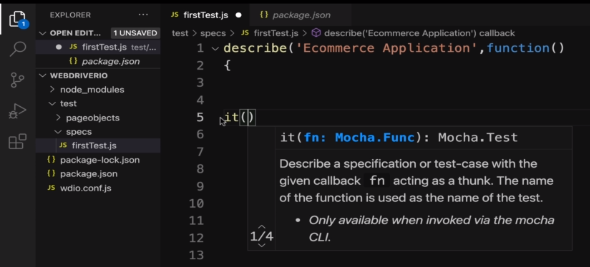 EXPLORER
OPEN EDIT... 1 UNSAVED
JS firstTest.js test/...
package.json
WEBDRIVERIO
node_modules
test
pageobjects
specs
JS firstTest.js
package-lock.json
package.json
JS wdio.conf.js
JS firstTest.js
package.json
test > specs > JS firstTest.js > describe('Ecommerce Application') callback
1 describe('Ecommerce Application',function()
2 {
3
4
5 it()
6
7
8
9
10
11
12
13
it(fn: Mocha.Func): Mocha.Test
Describe a specification or test-case with the
given callback fn acting as a thunk. The name
of the function is used as the name of the test.
• Only available when invoked via the mocha
CLI.
1/4